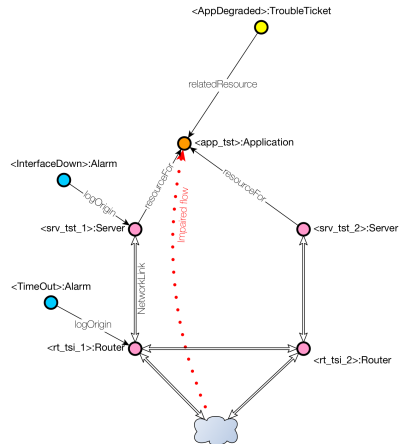 <AppDegraded>:TroubleTicket
relatedResource
<app_tst>:Application
<InterfaceDown>:Alarm
logOrigin
resourceFor
Impaired flow
resourceFor
<srv_tst_1>:Server
<srv_tst_2>:Server
NetworkLink
<TimeOut>:Alarm
logOrigin
<rt_tsi_1>:Router
<rt_tsi_2>:Router